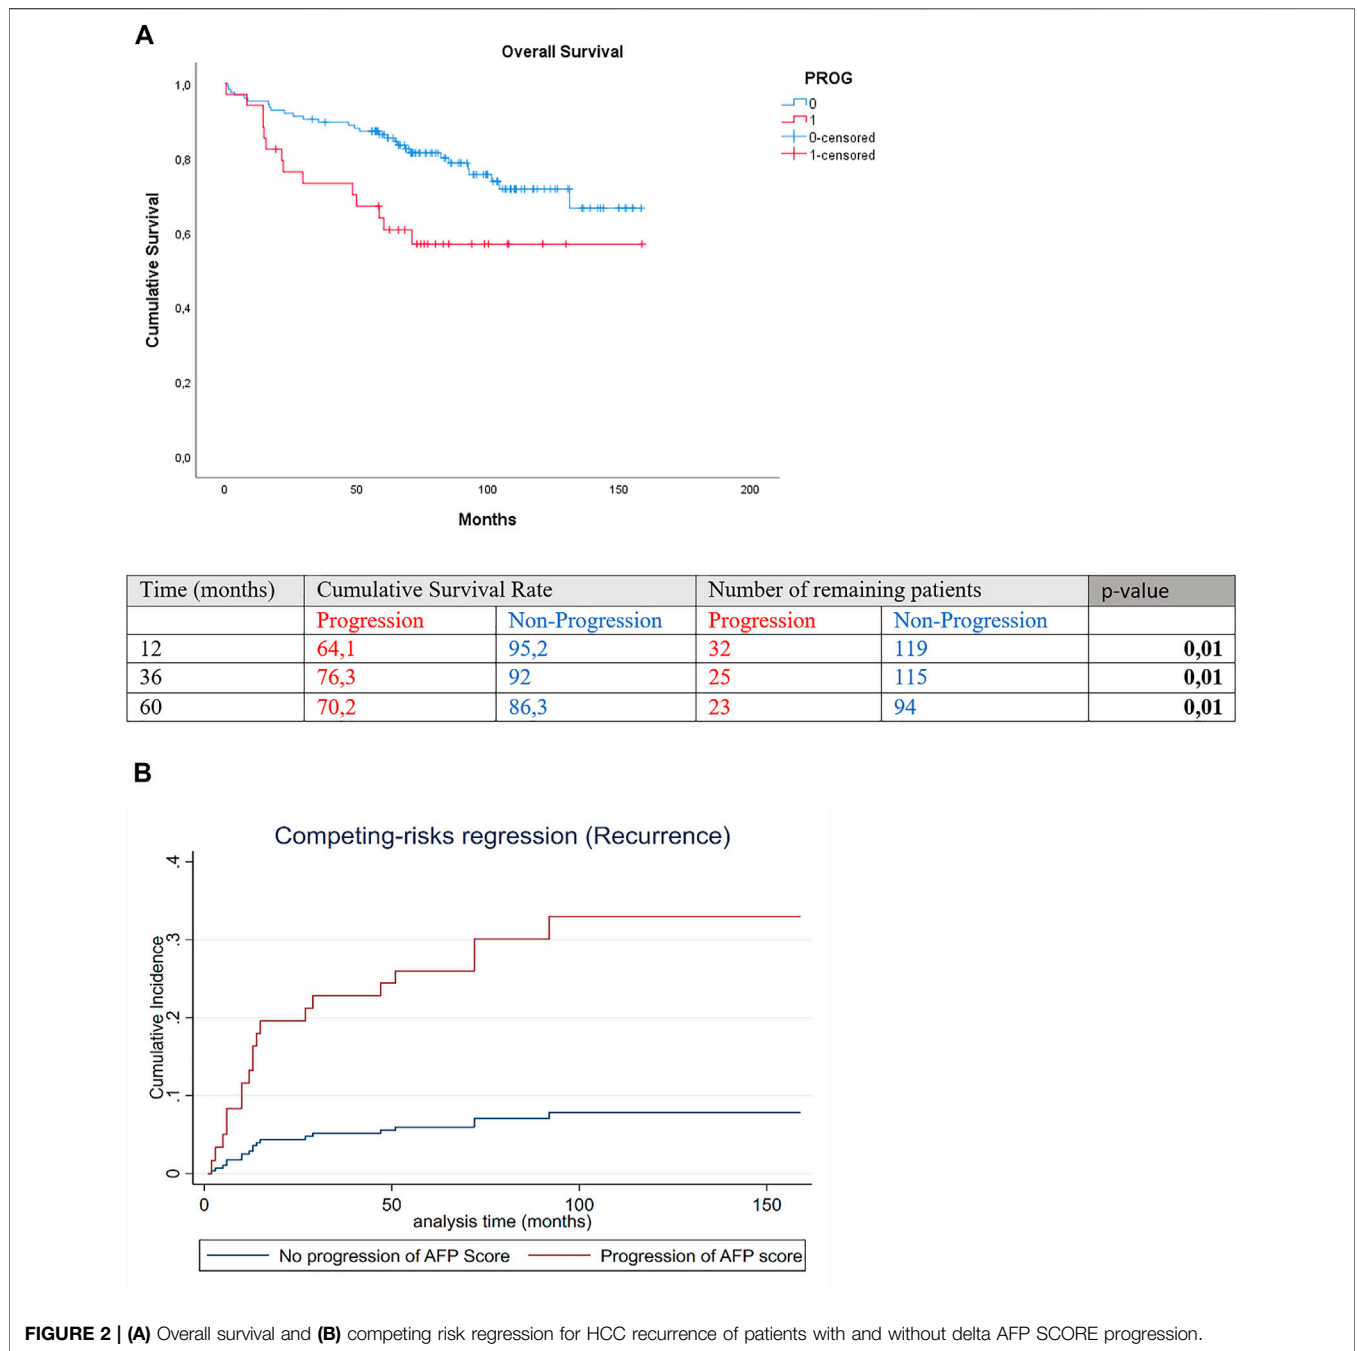 A
Overall Survival
PROG
0
1
0-censored
1-censored
Cumulative Survival
1,0
0,8
0,6
0,4
0,2
0,0
0 50 100 150 200
Months
Time (months) Cumulative Survival Rate Number of remaining patients p-value
Progression Non-Progression Progression Non-Progression
12 64,1 95,2 32 119 0,01
36 76,3 92 25 115 0,01
60 70,2 86,3 23 94 0,01
B
Competing-risks regression (Recurrence)
Cumulative Incidence
.4
.3
.2
.1
0
0 50 100 150
analysis time (months)
No progression of AFP Score Progression of AFP score
FIGURE 2 | (A) Overall survival and (B) competing risk regression for HCC recurrence of patients with and without delta AFP SCORE progression.